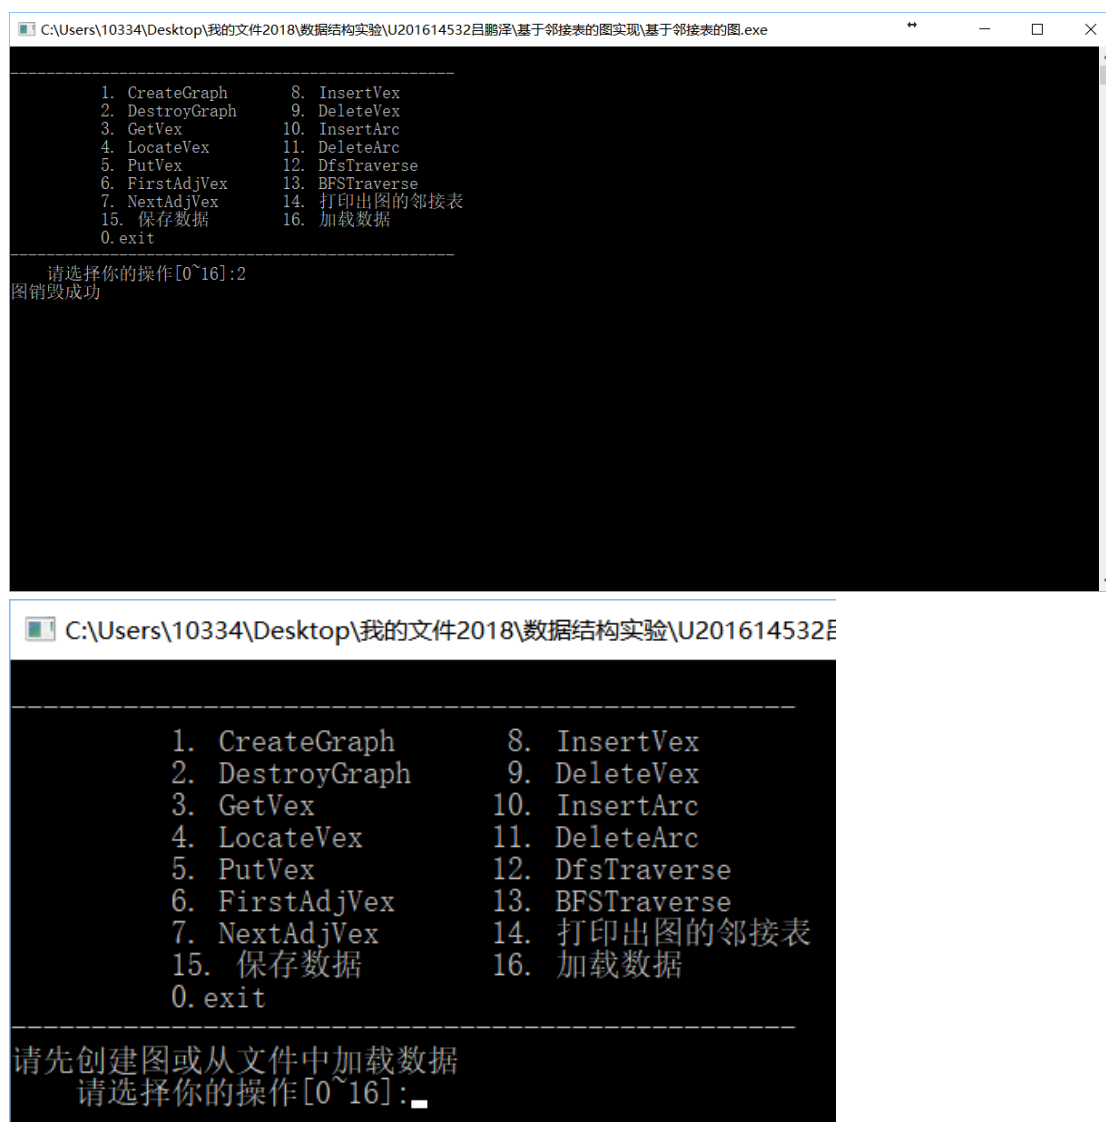 C:\Users\10334\Desktop\我的文件2018\数据结构实验\U201614532吕鹏泽\基于邻接表的图实现\基于邻接表的图.exe
1. CreateGraph 8. InsertVex
2. DestroyGraph 9. DeleteVex
3. GetVex 10. InsertArc
4. LocateVex 11. DeleteArc
5. PutVex 12. DfsTraverse
6. FirstAdjVex 13. BFSTraverse
7. NextAdjVex 14. 打印出图的邻接表
15. 保存数据 16. 加载数据
0.exit
请选择你的操作[0~16]:2
图销毁成功
C:\Users\10334\Desktop\我的文件2018\数据结构实验\U201614532
1. CreateGraph 8. InsertVex
2. DestroyGraph 9. DeleteVex
3. GetVex 10. InsertArc
4. LocateVex 11. DeleteArc
5. PutVex 12. DfsTraverse
6. FirstAdjVex 13. BFSTraverse
7. NextAdjVex 14. 打印出图的邻接表
15. 保存数据 16. 加载数据
0.exit
请先创建图或从文件中加载数据
请选择你的操作[0~16]: